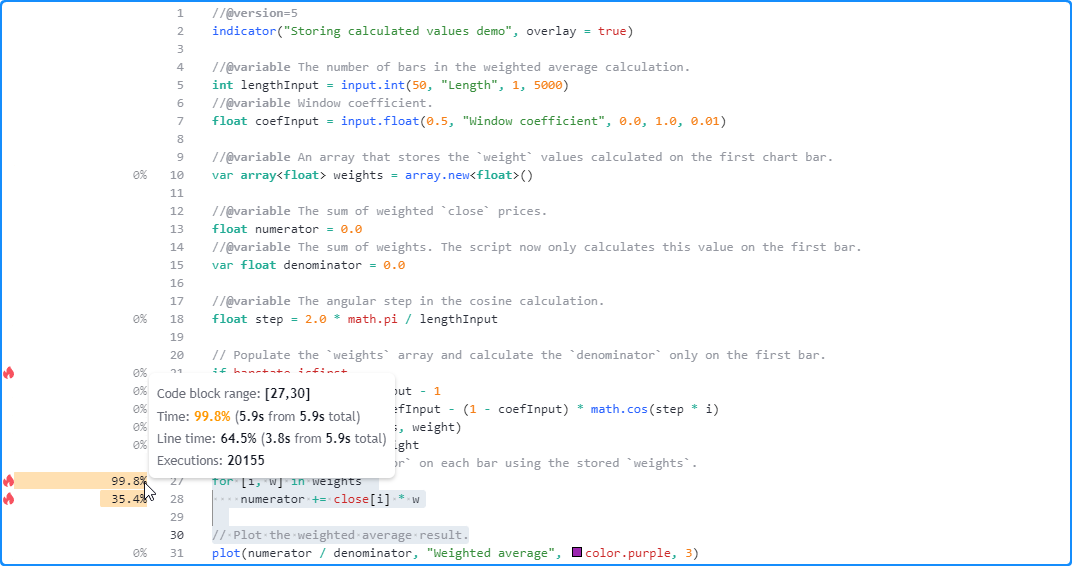 1 //@version=5
2 indicator("Storing calculated values demo", overlay = true)
3
4 //@variable The number of bars in the weighted average calculation.
5 int lengthInput = input.int(50, "Length", 1, 5000)
6 //@variable Window coefficient.
7 float coefInput = input.float(0.5, "Window coefficient", 0.0, 1.0, 0.01)
8
9 //@variable An array that stores the `weight` values calculated on the first chart bar.
0% 10 var array<float> weights = array.new<float>()
11
12 //@variable The sum of weighted `close` prices.
13 float numerator = 0.0
14 //@variable The sum of weights. The script now only calculates this value on the first bar.
15 var float denominator = 0.0
16
17 //@variable The angular step in the cosine calculation.
0% 18 float step = 2.0 * math.pi / lengthInput
19
20 // Populate the `weights` array and calculate the `denominator` only on the first bar.
0% 21 if barstate.isfirst
0% put - 1
0% efInput - (1 - coefInput) * math.cos(step * i)
0% s, weight)
0% ght
or` on each bar using the stored `weights`.
Code block range: [27,30]
Time: 99.8% (5.9s from 5.9s total)
Line time: 64.5% (3.8s from 5.9s total)
Executions: 20155
99.8% 27 for [i, w] in weights
35.4% 28 ····numerator += close[i] * w
29
30 // Plot the weighted average result.
0% 31 plot(numerator / denominator, "Weighted average", color.purple, 3)